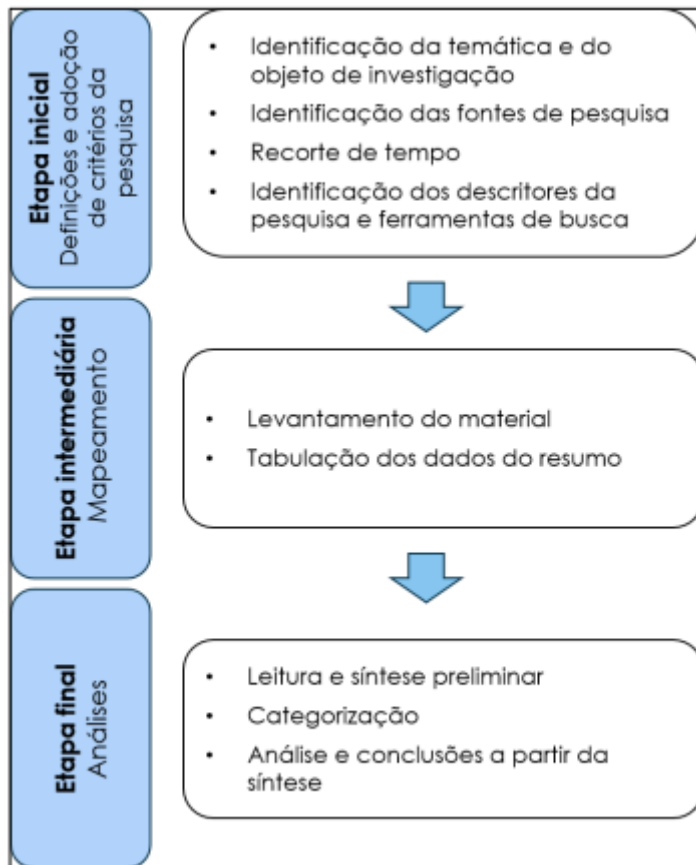 Etapa inicial
Definições e adoção
de critérios da
pesquisa
• Identificação da temática e do
objeto de investigação
• Identificação das fontes de pesquisa
• Recorte de tempo
• Identificação dos descritores da
pesquisa e ferramentas de busca
Etapa intermediária
Mapeamento
• Levantamento do material
• Tabulação dos dados do resumo
Etapa final
Análises
• Leitura e síntese preliminar
• Categorização
• Análise e conclusões a partir da
síntese